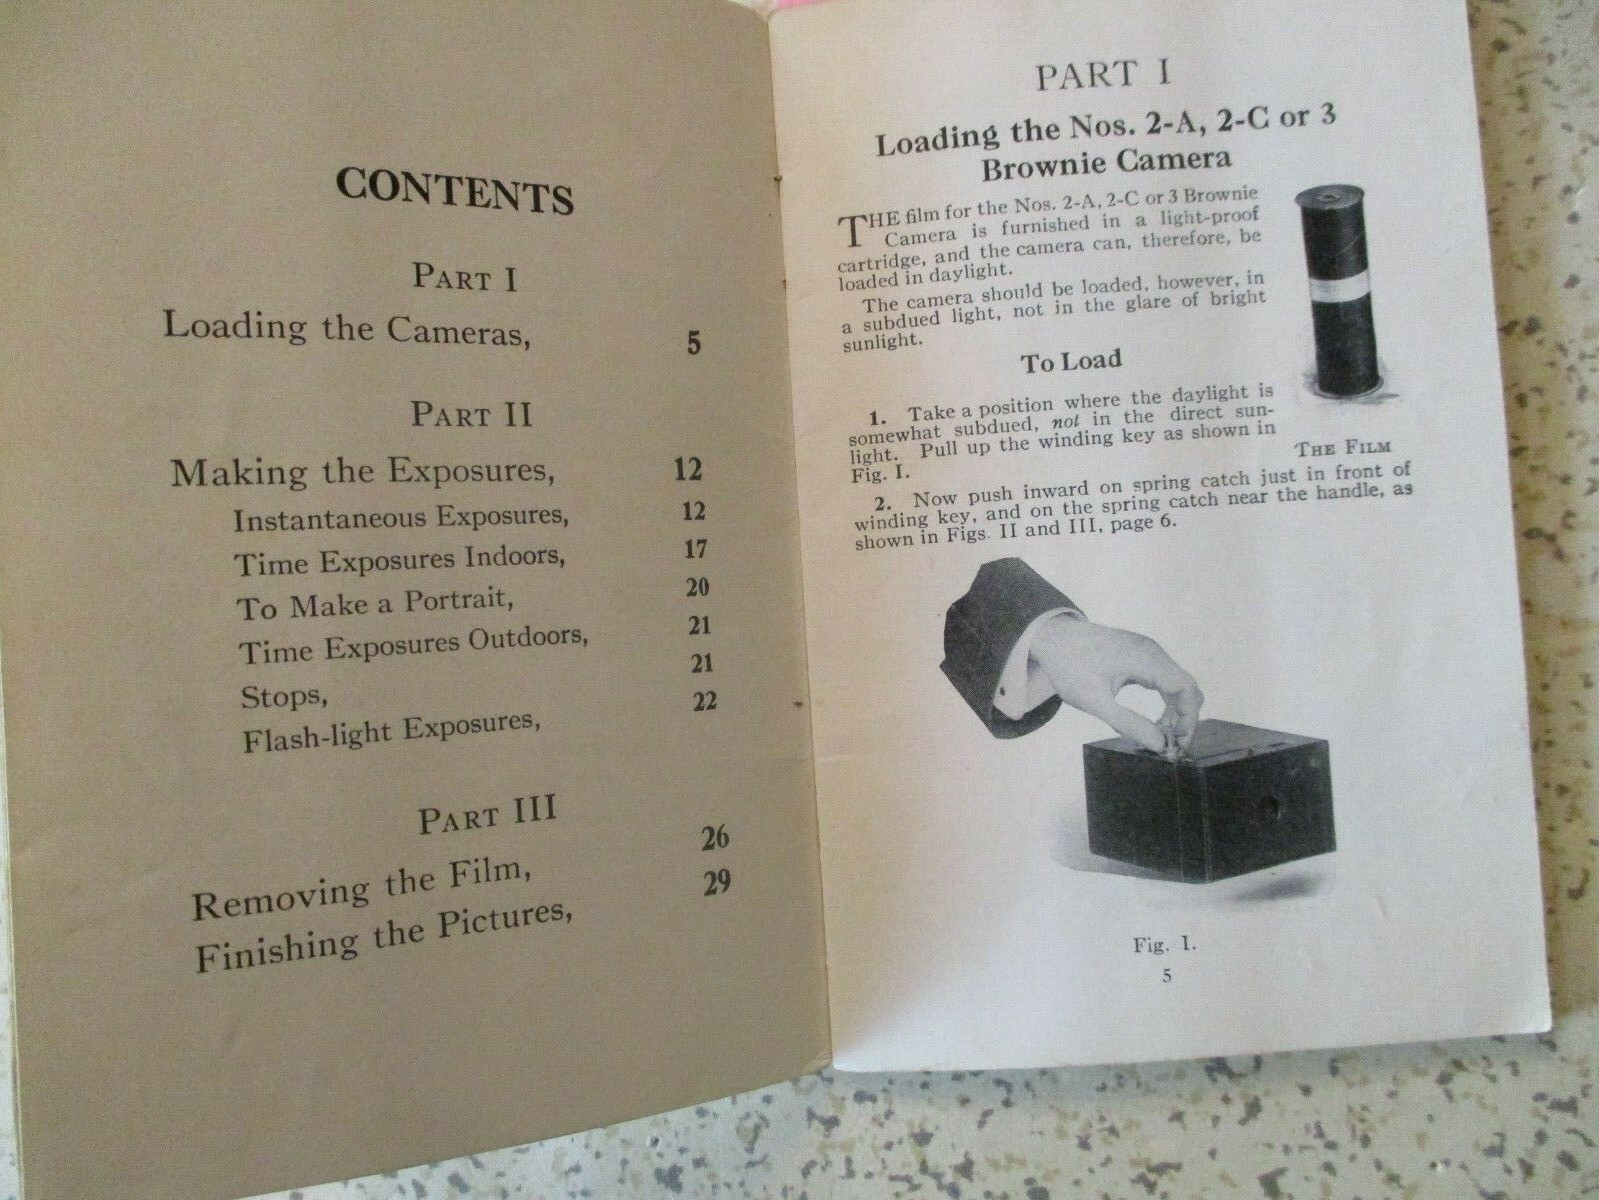 CONTENTS
PART I
Loading the Cameras, 5
PART II
Making the Exposures, 12
Instantaneous Exposures, 12
Time Exposures Indoors, 17
To Make a Portrait, 20
Time Exposures Outdoors, 21
Stops, 21
Flash-light Exposures, 22
PART III
Removing the Film, 26
Finishing the Pictures, 29
PART I
Loading the Nos. 2-A, 2-C or 3
Brownie Camera
THE film for the Nos. 2-A, 2-C or 3 Brownie
Camera is furnished in a light-proof
cartridge, and the camera can, therefore, be
loaded in daylight.
The camera should be loaded, however, in
a subdued light, not in the glare of bright
sunlight.
To Load
1. Take a position where the daylight is
somewhat subdued, not in the direct sun-
light. Pull up the winding key as shown in
Fig. I.
THE FILM
2. Now push inward on spring catch just in front of
winding key, and on the spring catch near the handle, as
shown in Figs. II and III, page 6.
Fig. I.
5